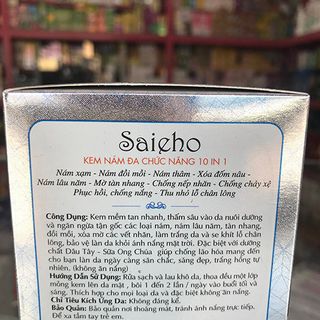 Saieho
KEM NÁM ĐA CHỨC NĂNG 10 IN 1
Nám xạm - Nám đồi mồi - Nám thâm - Xóa đốm nâu -
Nám lâu năm - Mờ tàn nhang - Chống nếp nhăn - Chống chảy xệ
Phục hồi, chống nắng - Thu nhỏ lỗ chân lông
Công Dụng: Kem mềm tan nhanh, thấm sâu vào da nuôi dưỡng
và ngăn ngừa tận gốc các loại nám, nám lâu năm, tàn nhang,
đồi mồi, xóa mờ các vết nhăn, làm trắng da và se khít lỗ chân
lông, bảo vệ làn da khỏi ánh nắng mặt trời. Đặc biệt với dưỡng
chất Dâu Tây - Sữa Ong Chúa giúp chống lão hóa mang đến
cho bạn làn da ngày càng săn chắc, sáng đẹp, trắng hồng tự
nhiên. (không ăn nắng)
Hướng Dẫn Sử Dụng: Rửa sạch và lau khô da, thoa đều một lớp
mỏng kem lên da mặt, bôi 1 đến 2 lần / ngày vào buổi tối và
sáng. Thích hợp cho mọi loại da và đặc biệt không ăn nắng.
Chỉ Tiêu Kích Ứng Da: Không đáng kể.
Bảo Quản: Bảo quản nơi thoáng mát, tránh ánh nắng trực tiếp.
Để xa tầm tay trẻ em.